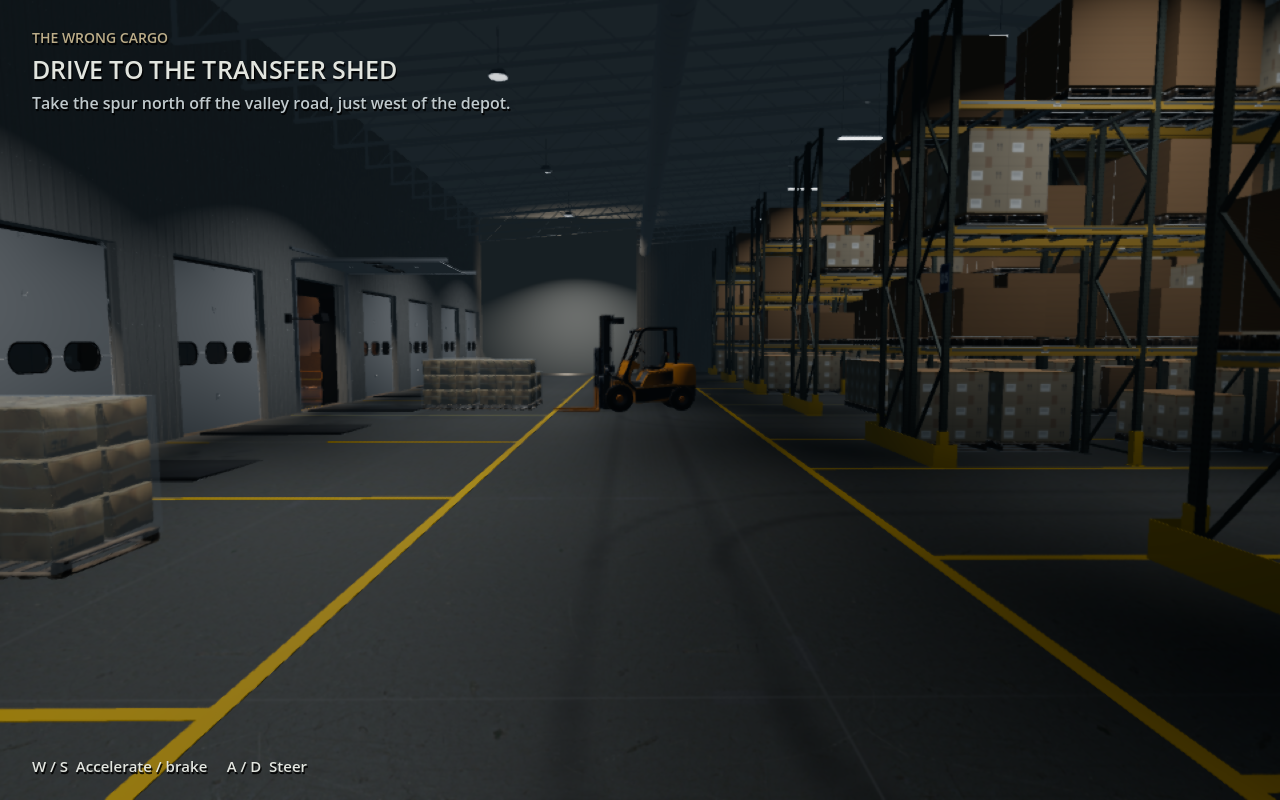 THE WRONG CARGO
DRIVE TO THE TRANSFER SHED
Take the spur north off the valley road, just west of the depot.
W / S Accelerate / brake A / D Steer